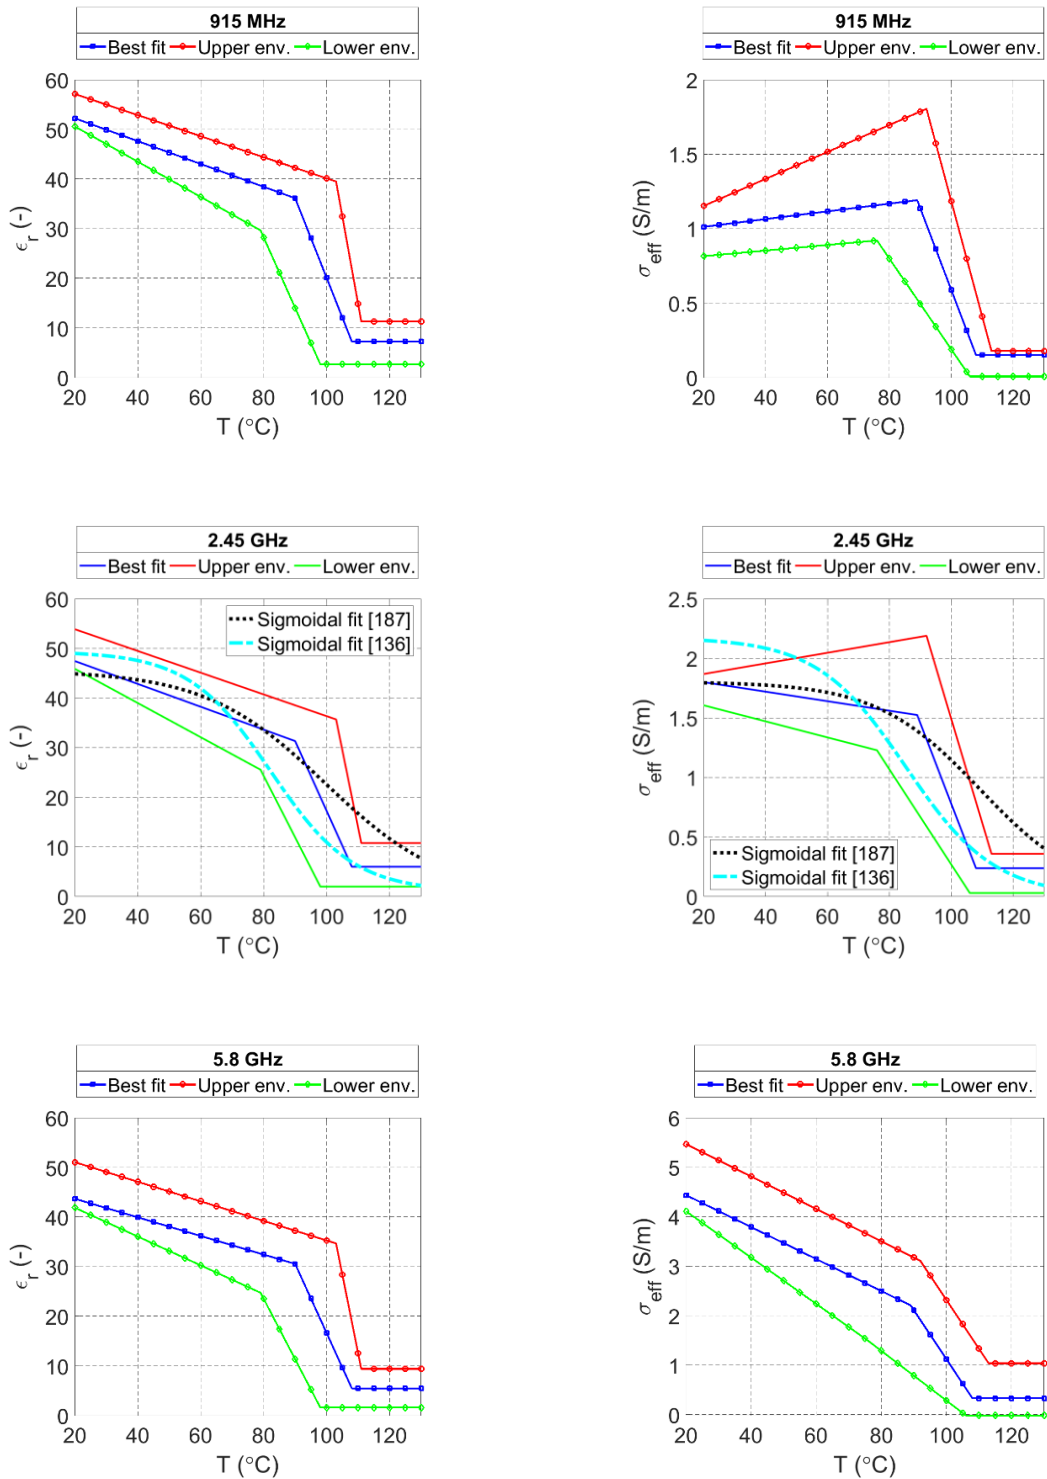 915 MHz
Best fit Upper env. Lower env.
60
50
40
30
20
10
0
ϵr (-)
20 40 60 80 100 120
T (°C)
915 MHz
Best fit Upper env. Lower env.
2
1.5
1
0.5
0
σeff (S/m)
20 40 60 80 100 120
T (°C)
2.45 GHz
Best fit Upper env. Lower env.
60
50
40
30
20
10
0
ϵr (-)
Sigmoidal fit [187]
Sigmoidal fit [136]
20 40 60 80 100 120
T (°C)
2.45 GHz
Best fit Upper env. Lower env.
2.5
2
1.5
1
0.5
0
σeff (S/m)
Sigmoidal fit [187]
Sigmoidal fit [136]
20 40 60 80 100 120
T (°C)
5.8 GHz
Best fit Upper env. Lower env.
60
50
40
30
20
10
0
ϵr (-)
20 40 60 80 100 120
T (°C)
5.8 GHz
Best fit Upper env. Lower env.
6
5
4
3
2
1
0
σeff (S/m)
20 40 60 80 100 120
T (°C)